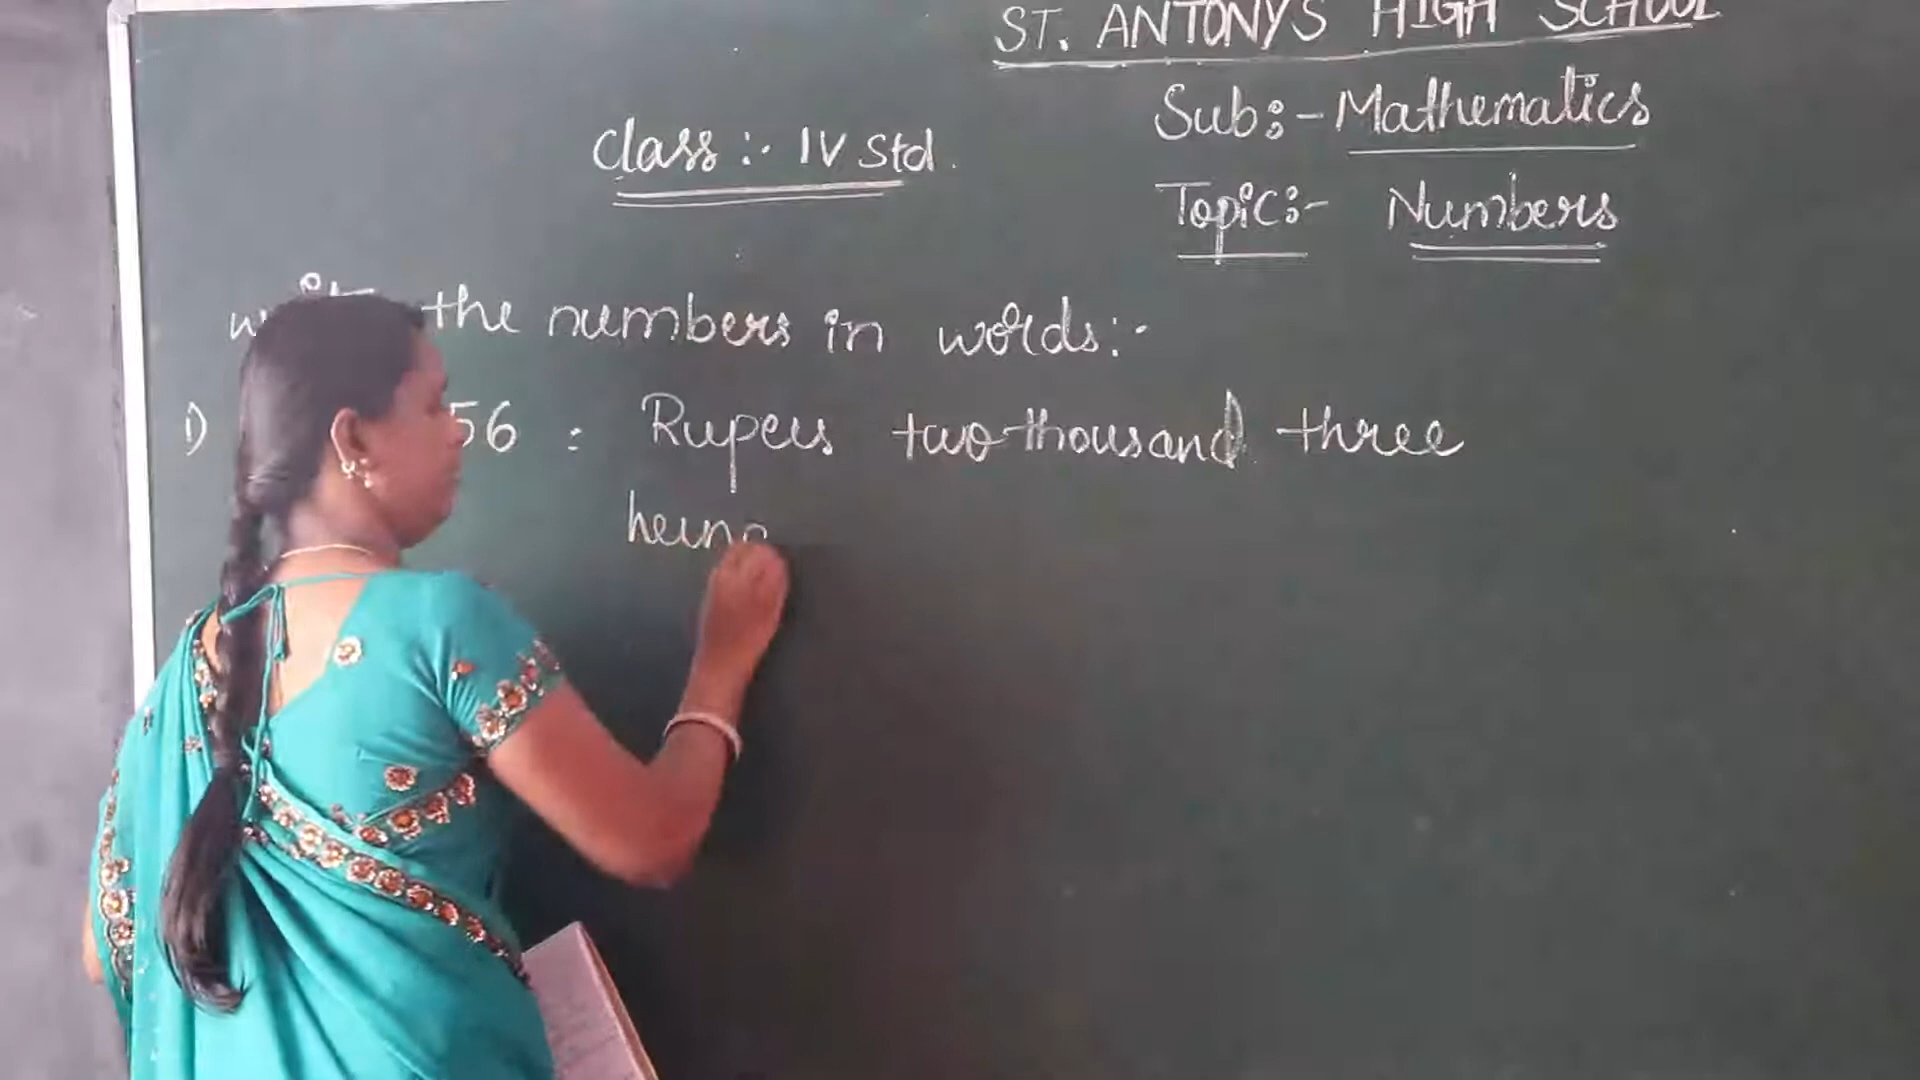 ST. ANTONYS HIGH SCHOOL
Sub:- Mathematics
Class:- IV Std.
Topic:- Numbers
the numbers in words:-
1) 56 : Rupees two thousand three